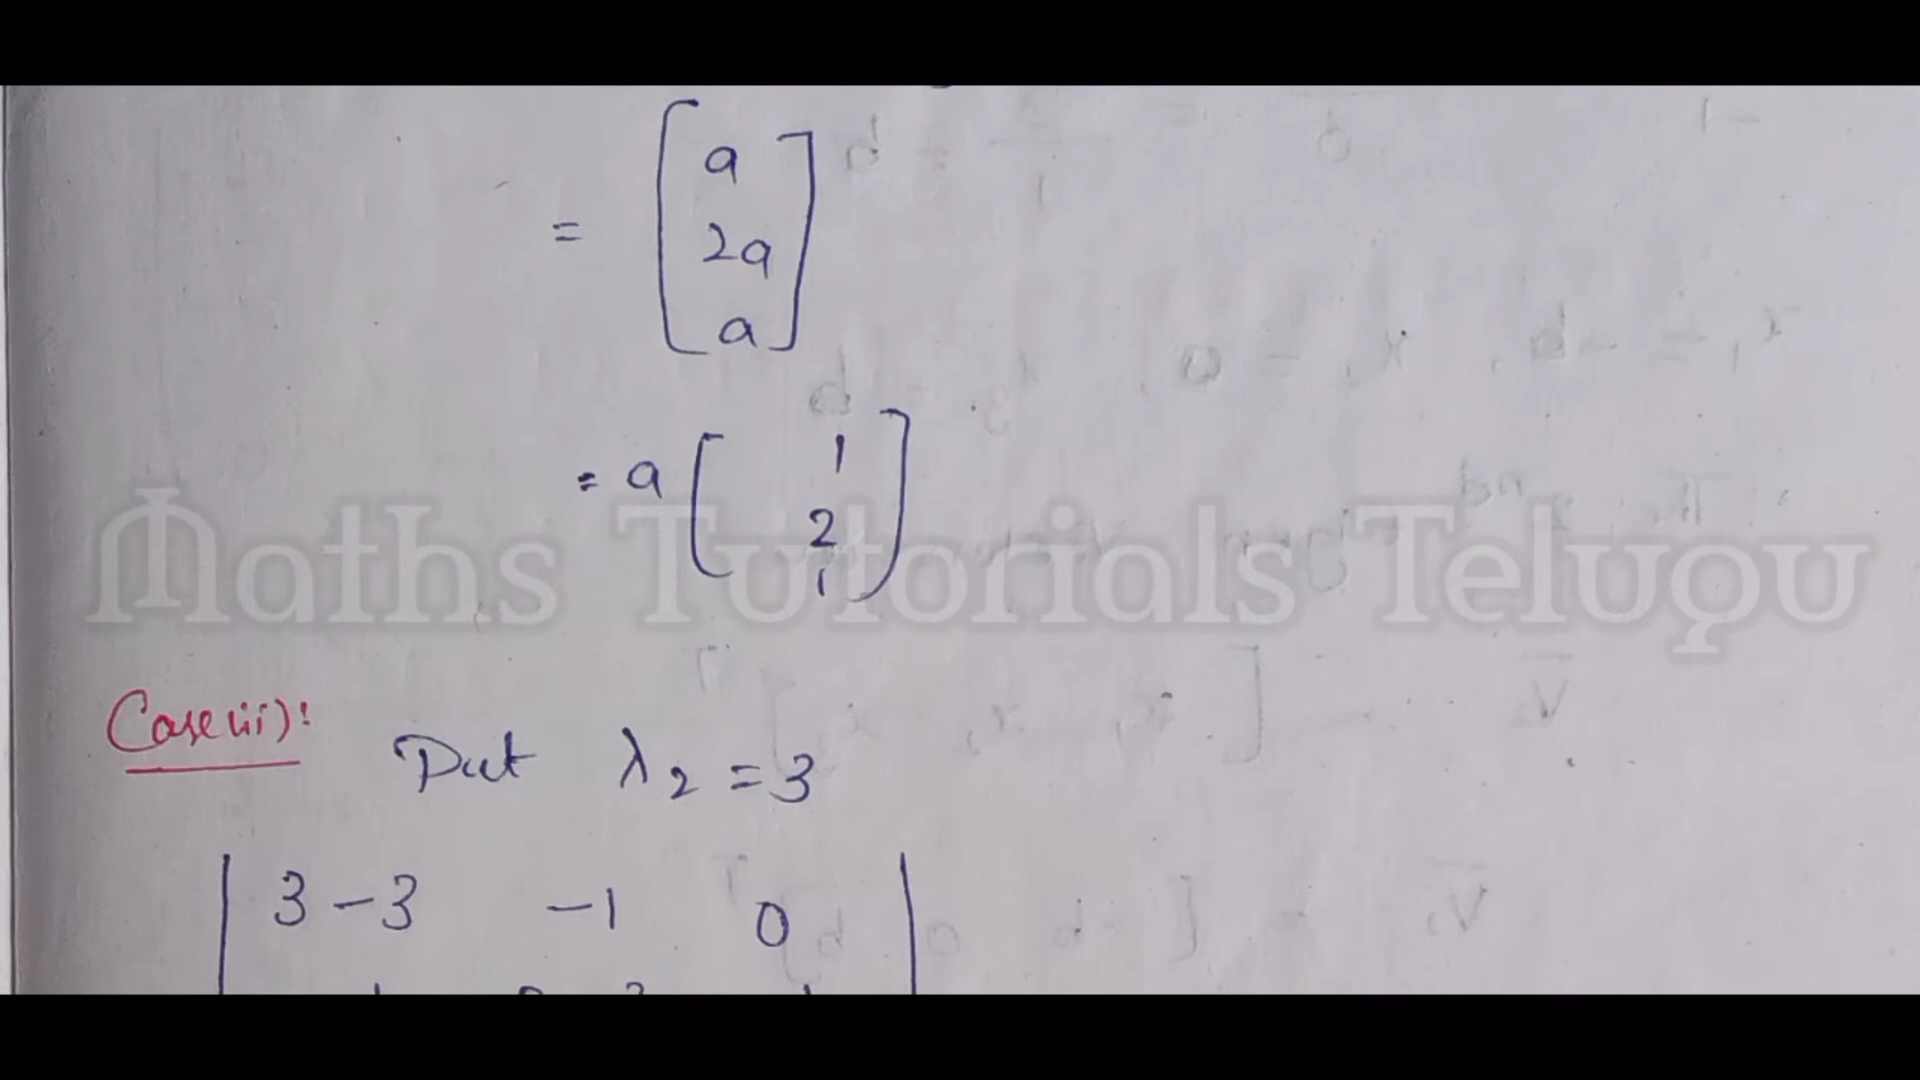 = [ a
2a
a ]
= a [ 1
2
1 ]
Maths Tutorials Telugu
Case(ii):
Put λ2 = 3
| 3-3 -1 0 |